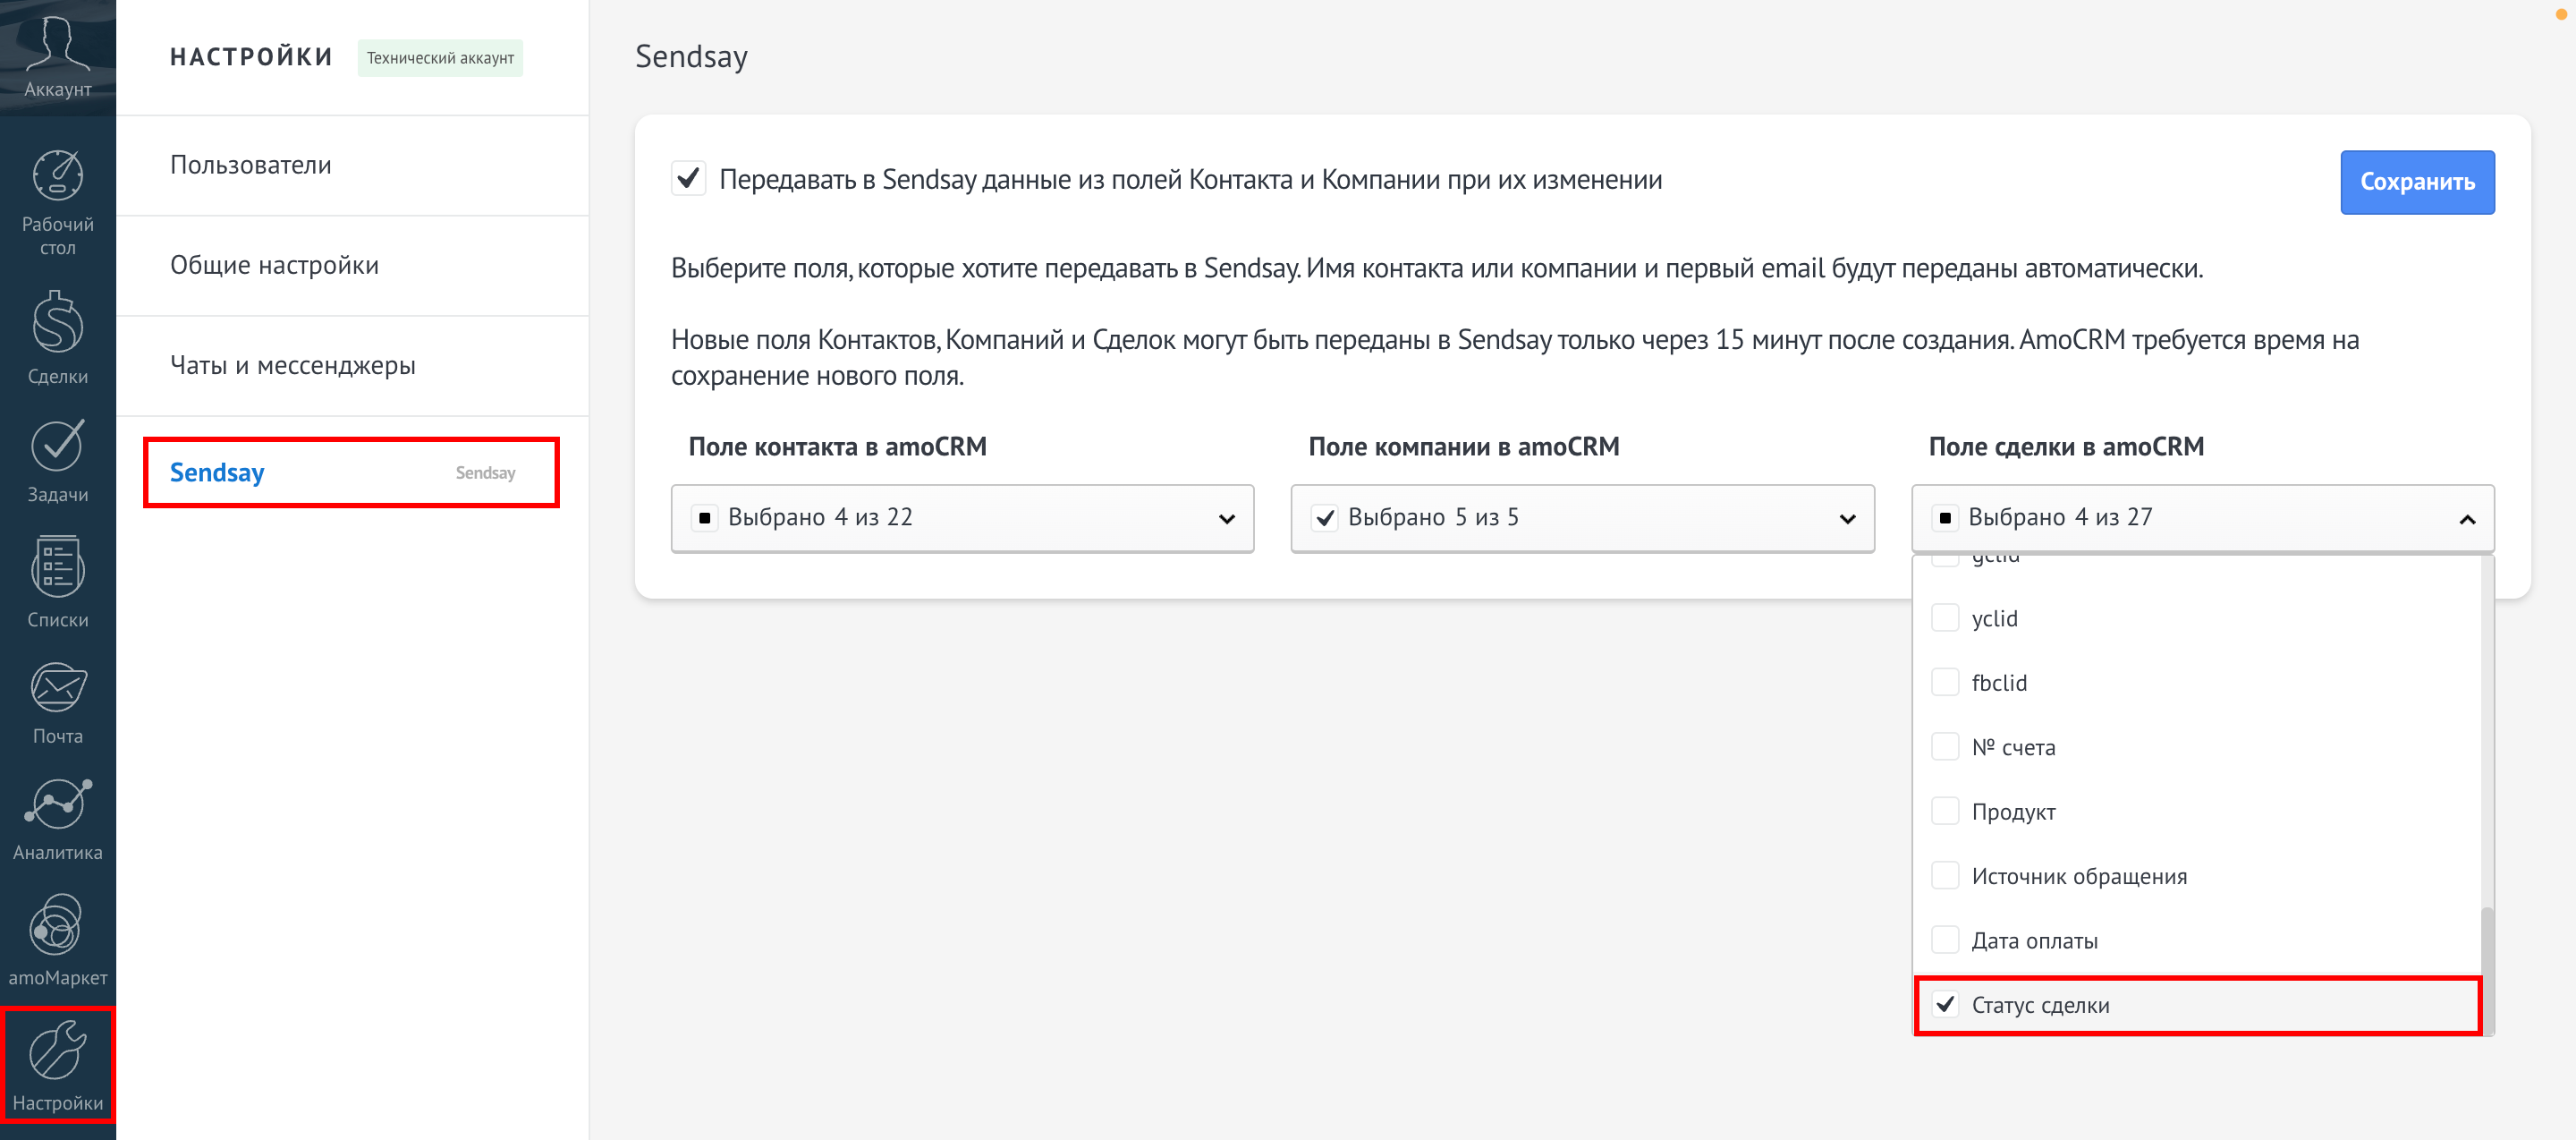 Аккаунт
Рабочий
стол
Сделки
Задачи
Списки
Почта
Аналитика
amoМаркет
Настройки
НАСТРОЙКИ
Технический аккаунт
Пользователи
Общие настройки
Чаты и мессенджеры
Sendsay
Sendsay
Sendsay
Передавать в Sendsay данные из полей Контакта и Компании при их изменении
Сохранить
Выберите поля, которые хотите передавать в Sendsay. Имя контакта или компании и первый email будут переданы автоматически.
Новые поля Контактов, Компаний и Сделок могут быть переданы в Sendsay только через 15 минут после создания. AmoCRM требуется время на
сохранение нового поля.
Поле контакта в amoCRM
Выбрано 4 из 22
Поле компании в amoCRM
Выбрано 5 из 5
Поле сделки в amoCRM
Выбрано 4 из 27
gclid
yclid
fbclid
№ счета
Продукт
Источник обращения
Дата оплаты
Статус сделки